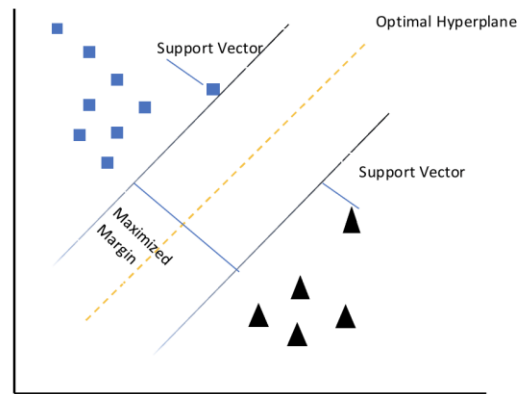 Optimal Hyperplane
Support Vector
Support Vector
Maximized
Margin